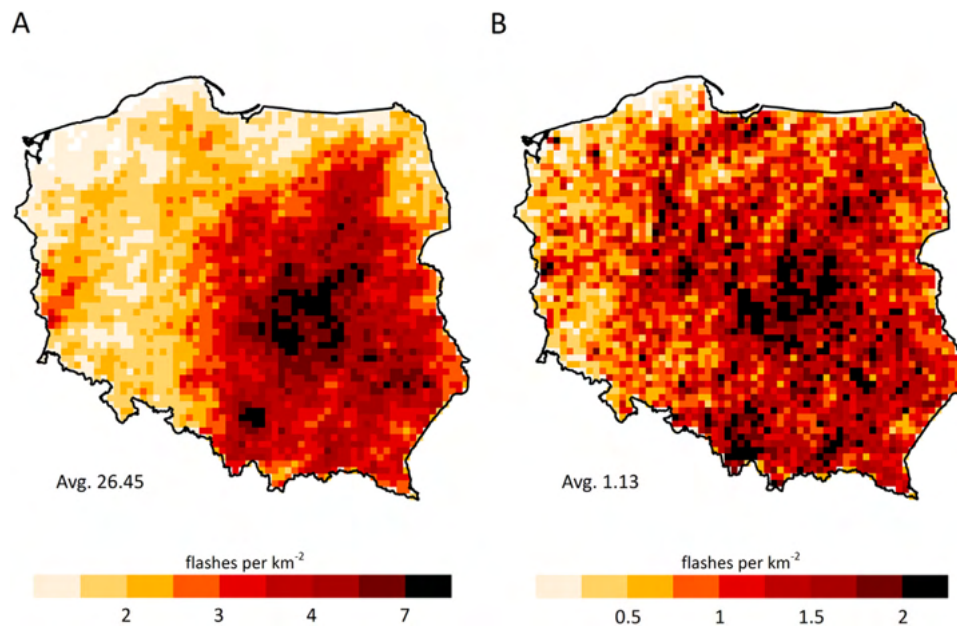 A
B
Avg. 26.45
Avg. 1.13
flashes per km-2
2 3 4 7
flashes per km-2
0.5 1 1.5 2